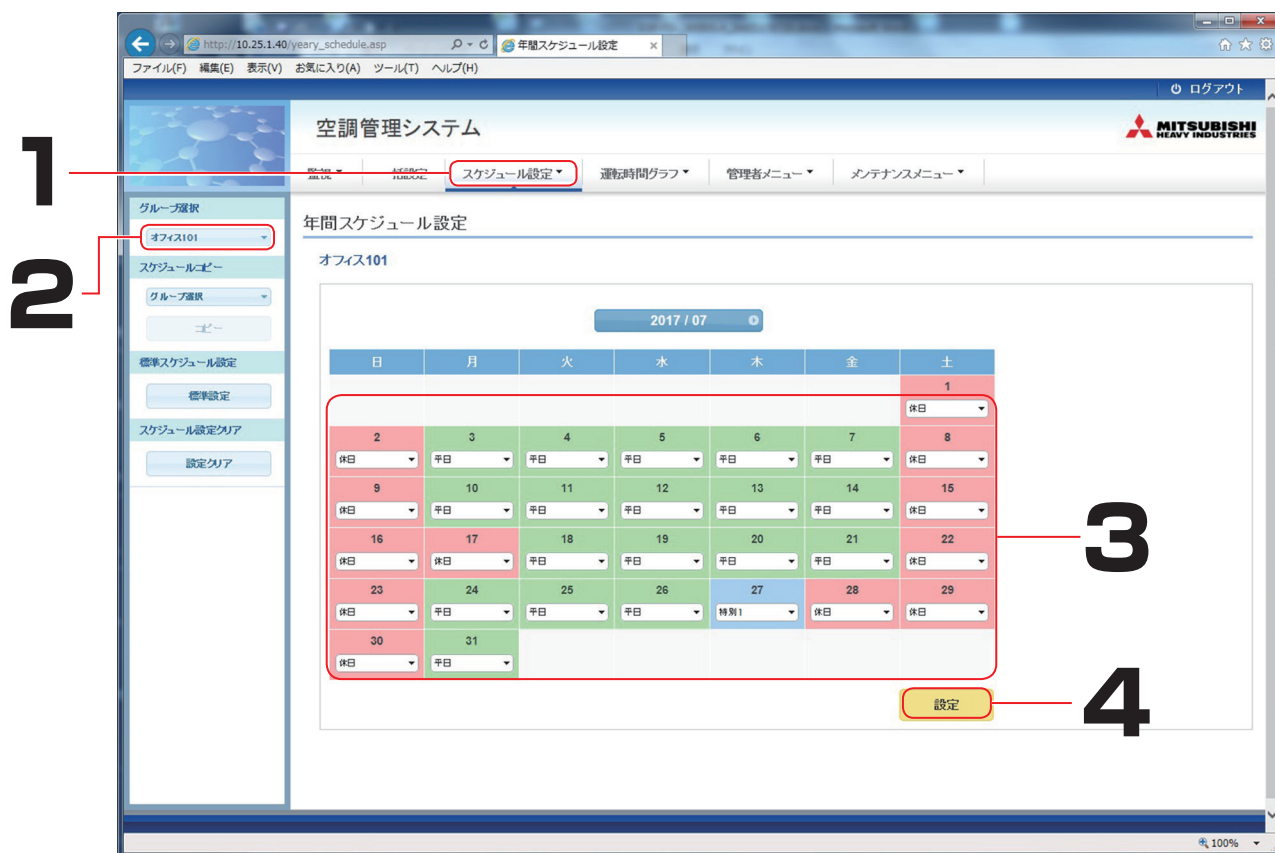 http://10.25.1.40/yeary_schedule.asp
年間スケジュール設定
ファイル(F) 編集(E) 表示(V) お気に入り(A) ツール(T) ヘルプ(H)
ログアウト
空調管理システム
MITSUBISHI
HEAVY INDUSTRIES
1
監視 一括設定 スケジュール設定 運転時間グラフ 管理者メニュー メンテナンスメニュー
グループ選択
オフィス101
2
スケジュールコピー
グループ選択
コピー
標準スケジュール設定
標準設定
スケジュール設定クリア
設定クリア
年間スケジュール設定
オフィス101
2017 / 07
日 月 火 水 木 金 土
1
休日
2 3 4 5 6 7 8
休日 平日 平日 平日 平日 平日 休日
9 10 11 12 13 14 15
休日 平日 平日 平日 平日 平日 休日
3
16 17 18 19 20 21 22
休日 休日 平日 平日 平日 平日 休日
23 24 25 26 27 28 29
休日 平日 平日 平日 特別1 休日 休日
30 31
休日 平日
設定
4
100%